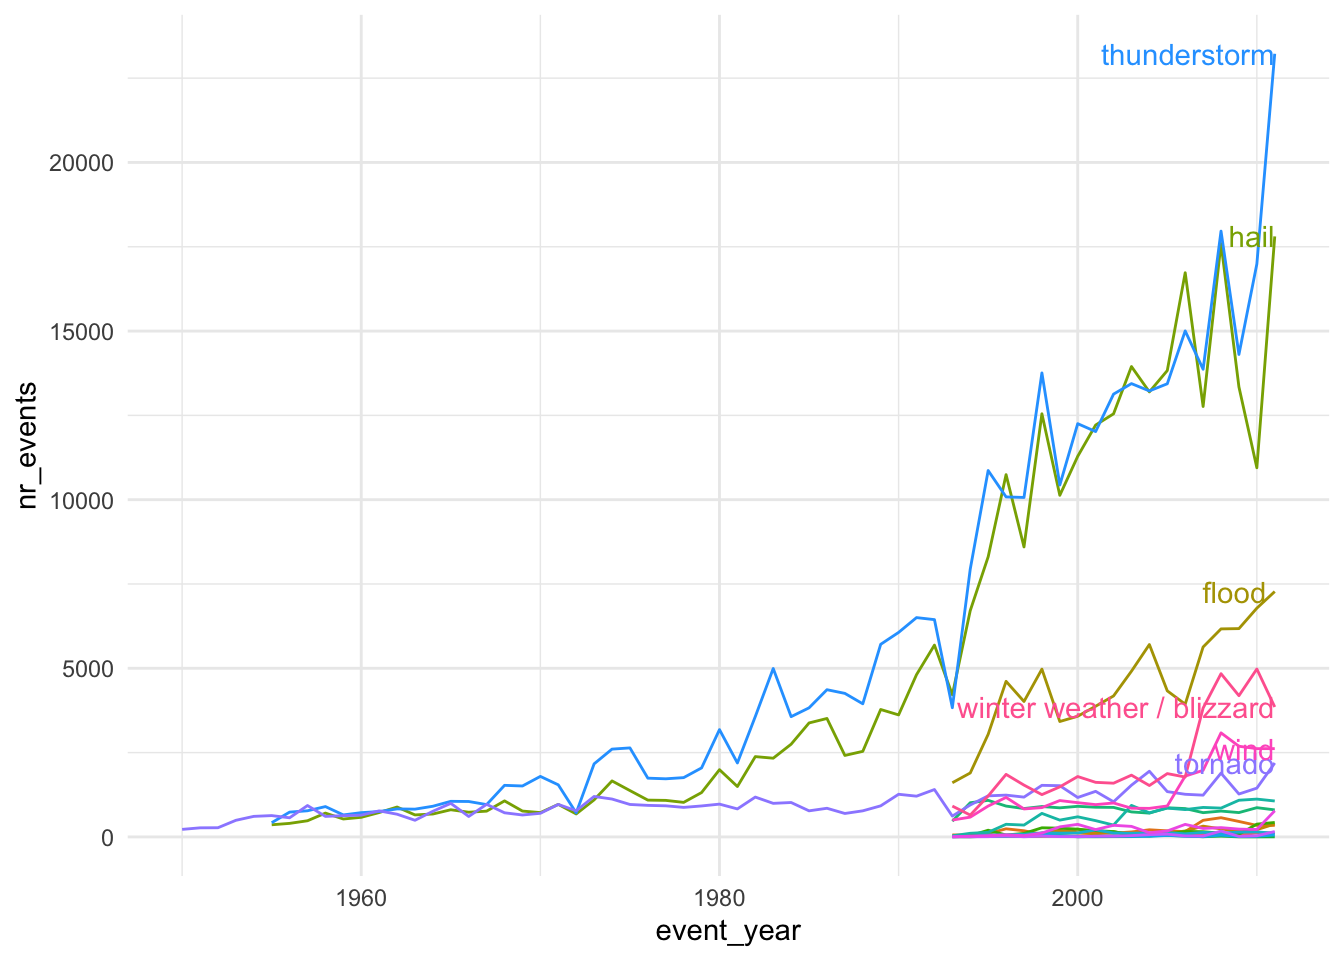 thunderstorm
20000
hail
15000
nr_events
10000
flood
5000
winter weather / blizzard
wind
tornado
0
1960
1980
2000
event_year